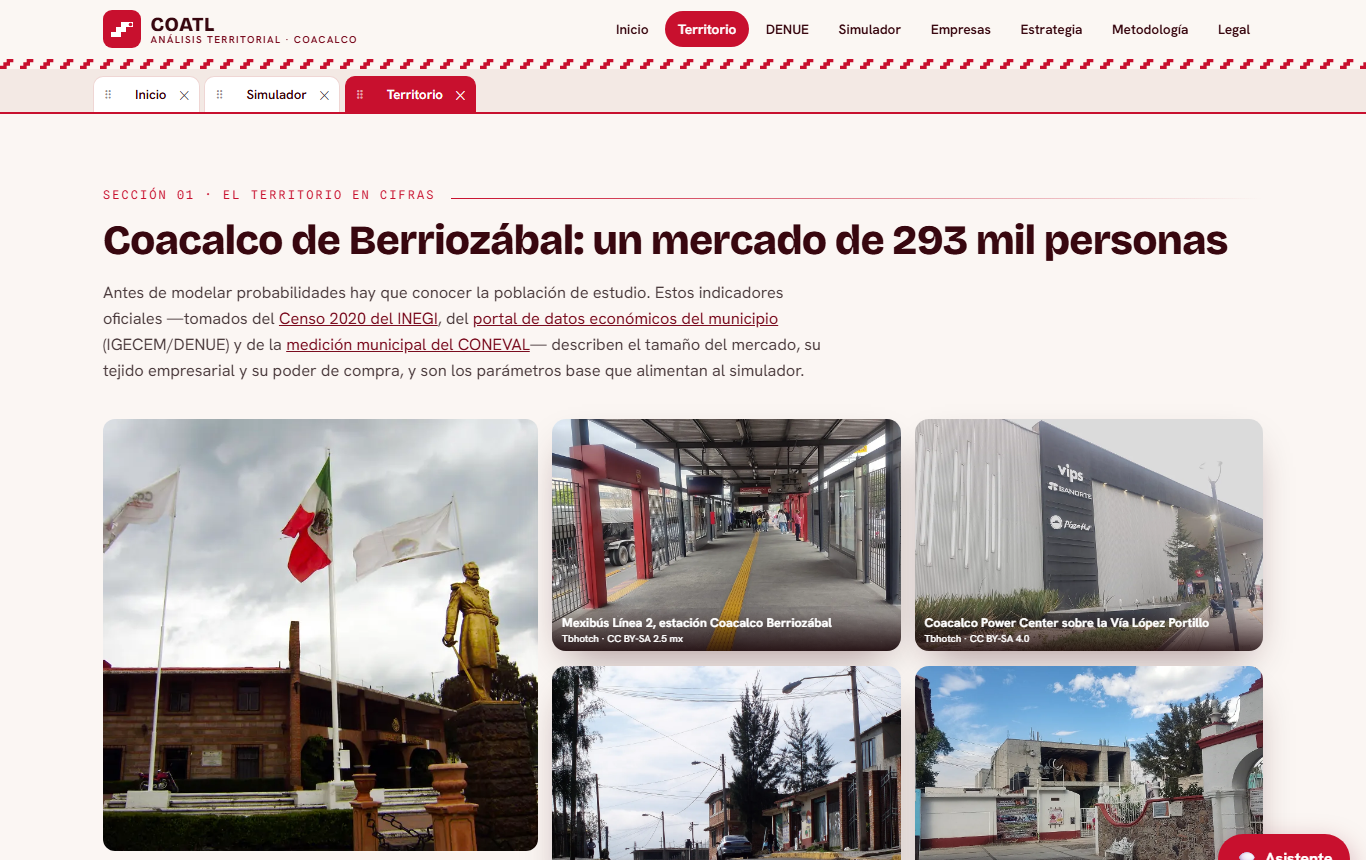 COATL
ANÁLISIS TERRITORIAL · COACALCO
Inicio
Territorio
DENUE
Simulador
Empresas
Estrategia
Metodología
Legal
Inicio
Simulador
Territorio
SECCIÓN 01 · EL TERRITORIO EN CIFRAS
Coacalco de Berriozábal: un mercado de 293 mil personas
Antes de modelar probabilidades hay que conocer la población de estudio. Estos indicadores
oficiales —tomados del Censo 2020 del INEGI, del portal de datos económicos del municipio
(IGECEM/DENUE) y de la medición municipal del CONEVAL— describen el tamaño del mercado, su
tejido empresarial y su poder de compra, y son los parámetros base que alimentan al simulador.
vips
BANORTE
Pizza Hut
Mexibús Línea 2, estación Coacalco Berriozábal
Tbhotch · CC BY-SA 2.5 mx
Coacalco Power Center sobre la Vía López Portillo
Tbhotch · CC BY-SA 4.0
Asistente